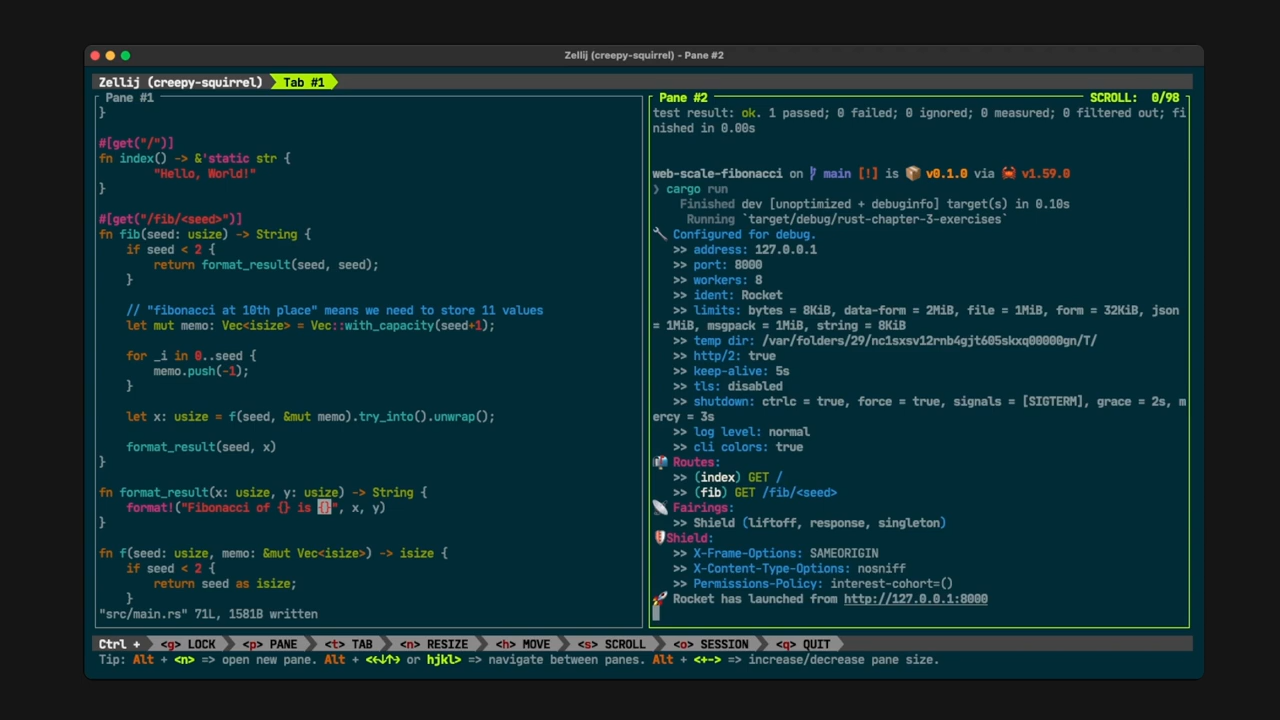 Zellij (creepy-squirrel) - Pane #2
Zellij (creepy-squirrel) Tab #1
Pane #1
}
#[get("/")]
fn index() -> &'static str {
"Hello, World!"
}
#[get("/fib/<seed>")]
fn fib(seed: usize) -> String {
if seed < 2 {
return format_result(seed, seed);
}
// "fibonacci at 10th place" means we need to store 11 values
let mut memo: Vec<isize> = Vec::with_capacity(seed+1);
for _i in 0..seed {
memo.push(-1);
}
let x: usize = f(seed, &mut memo).try_into().unwrap();
format_result(seed, x)
}
fn format_result(x: usize, y: usize) -> String {
format!("Fibonacci of {} is {}", x, y)
}
fn f(seed: usize, memo: &mut Vec<isize>) -> isize {
if seed < 2 {
return seed as isize;
}
"src/main.rs" 71L, 1581B written
Pane #2 SCROLL: 0/98
test result: ok. 1 passed; 0 failed; 0 ignored; 0 measured; 0 filtered out; fi
nished in 0.00s
web-scale-fibonacci on main [!] is 📦 v0.1.0 via 🦀 v1.59.0
❯ cargo run
Finished dev [unoptimized + debuginfo] target(s) in 0.10s
Running `target/debug/rust-chapter-3-exercises`
🔧 Configured for debug.
>> address: 127.0.0.1
>> port: 8000
>> workers: 8
>> ident: Rocket
>> limits: bytes = 8KiB, data-form = 2MiB, file = 1MiB, form = 32KiB, json
= 1MiB, msgpack = 1MiB, string = 8KiB
>> temp dir: /var/folders/29/nc1sxsv12rnb4gjt605skxq00000gn/T/
>> http/2: true
>> keep-alive: 5s
>> tls: disabled
>> shutdown: ctrlc = true, force = true, signals = [SIGTERM], grace = 2s, m
ercy = 3s
>> log level: normal
>> cli colors: true
📬 Routes:
>> (index) GET /
>> (fib) GET /fib/<seed>
📡 Fairings:
>> Shield (liftoff, response, singleton)
🛡️Shield:
>> X-Frame-Options: SAMEORIGIN
>> X-Content-Type-Options: nosniff
>> Permissions-Policy: interest-cohort=()
🚀 Rocket has launched from http://127.0.0.1:8000
Ctrl + <g> LOCK <p> PANE <t> TAB <n> RESIZE <h> MOVE <s> SCROLL <o> SESSION <q> QUIT
Tip: Alt + <n> => open new pane. Alt + <←↓↑→ or hjkl> => navigate between panes. Alt + <+-> => increase/decrease pane size.